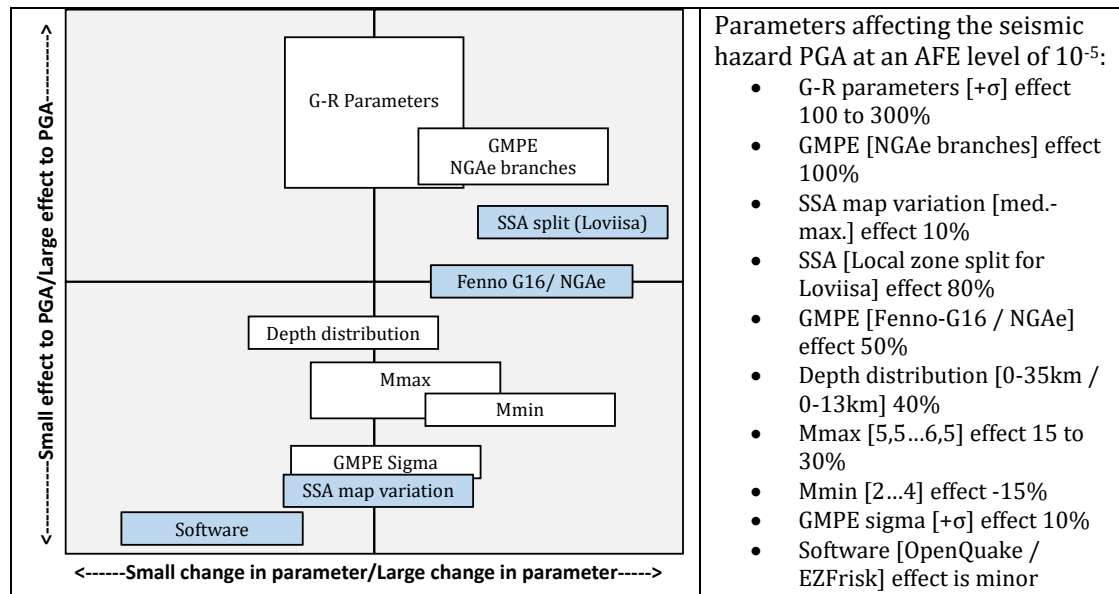 <-------Small effect to PGA/Large effect to PGA------->
G-R Parameters
GMPE
NGAe branches
SSA split (Loviisa)
Fenno G16/ NGAe
Depth distribution
Mmax
Mmin
GMPE Sigma
SSA map variation
Software
<------Small change in parameter/Large change in parameter----->
Parameters affecting the seismic
hazard PGA at an AFE level of 10⁻⁵:
• G-R parameters [+σ] effect
100 to 300%
• GMPE [NGAe branches] effect
100%
• SSA map variation [med.-
max.] effect 10%
• SSA [Local zone split for
Loviisa] effect 80%
• GMPE [Fenno-G16 / NGAe]
effect 50%
• Depth distribution [0-35km /
0-13km] 40%
• Mmax [5,5...6,5] effect 15 to
30%
• Mmin [2...4] effect -15%
• GMPE sigma [+σ] effect 10%
• Software [OpenQuake /
EZFrisk] effect is minor